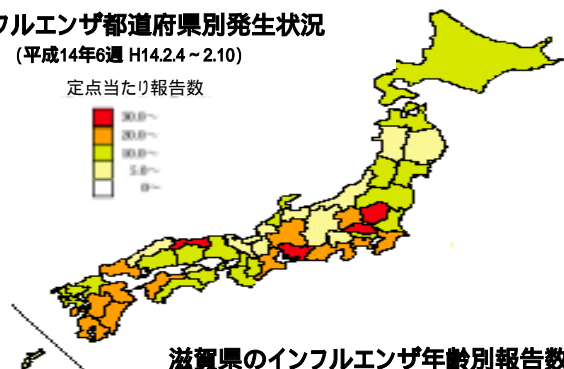 フルエンザ都道府県別発生状況
(平成14年6週 H14.2.4～2.10)
定点当たり報告数
30.0～
20.0～
10.0～
5.0～
0～
滋賀県のインフルエンザ年齢別報告数